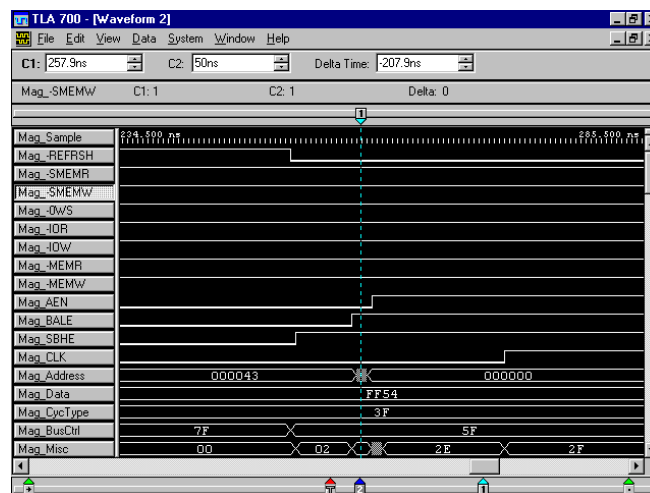 TLA 700 - [Waveform 2]
File Edit View Data System Window Help
C1: 257.9ns C2: 50ns Delta Time: -207.9ns
Mag_-SMEMW C1: 1 C2: 1 Delta: 0
1
Mag_Sample 234.500 ns 285.500 ns
Mag_-REFRSH
Mag_-SMEMR
Mag_-SMEMW
Mag_-0WS
Mag_-IOR
Mag_-IOW
Mag_-MEMR
Mag_-MEMW
Mag_AEN
Mag_BALE
Mag_SBHE
Mag_CLK
Mag_Address 000043 000000
Mag_Data FF54
Mag_CycType 3F
Mag_BusCtrl 7F 5F
Mag_Misc 00 02 2E 2F
T 2 1